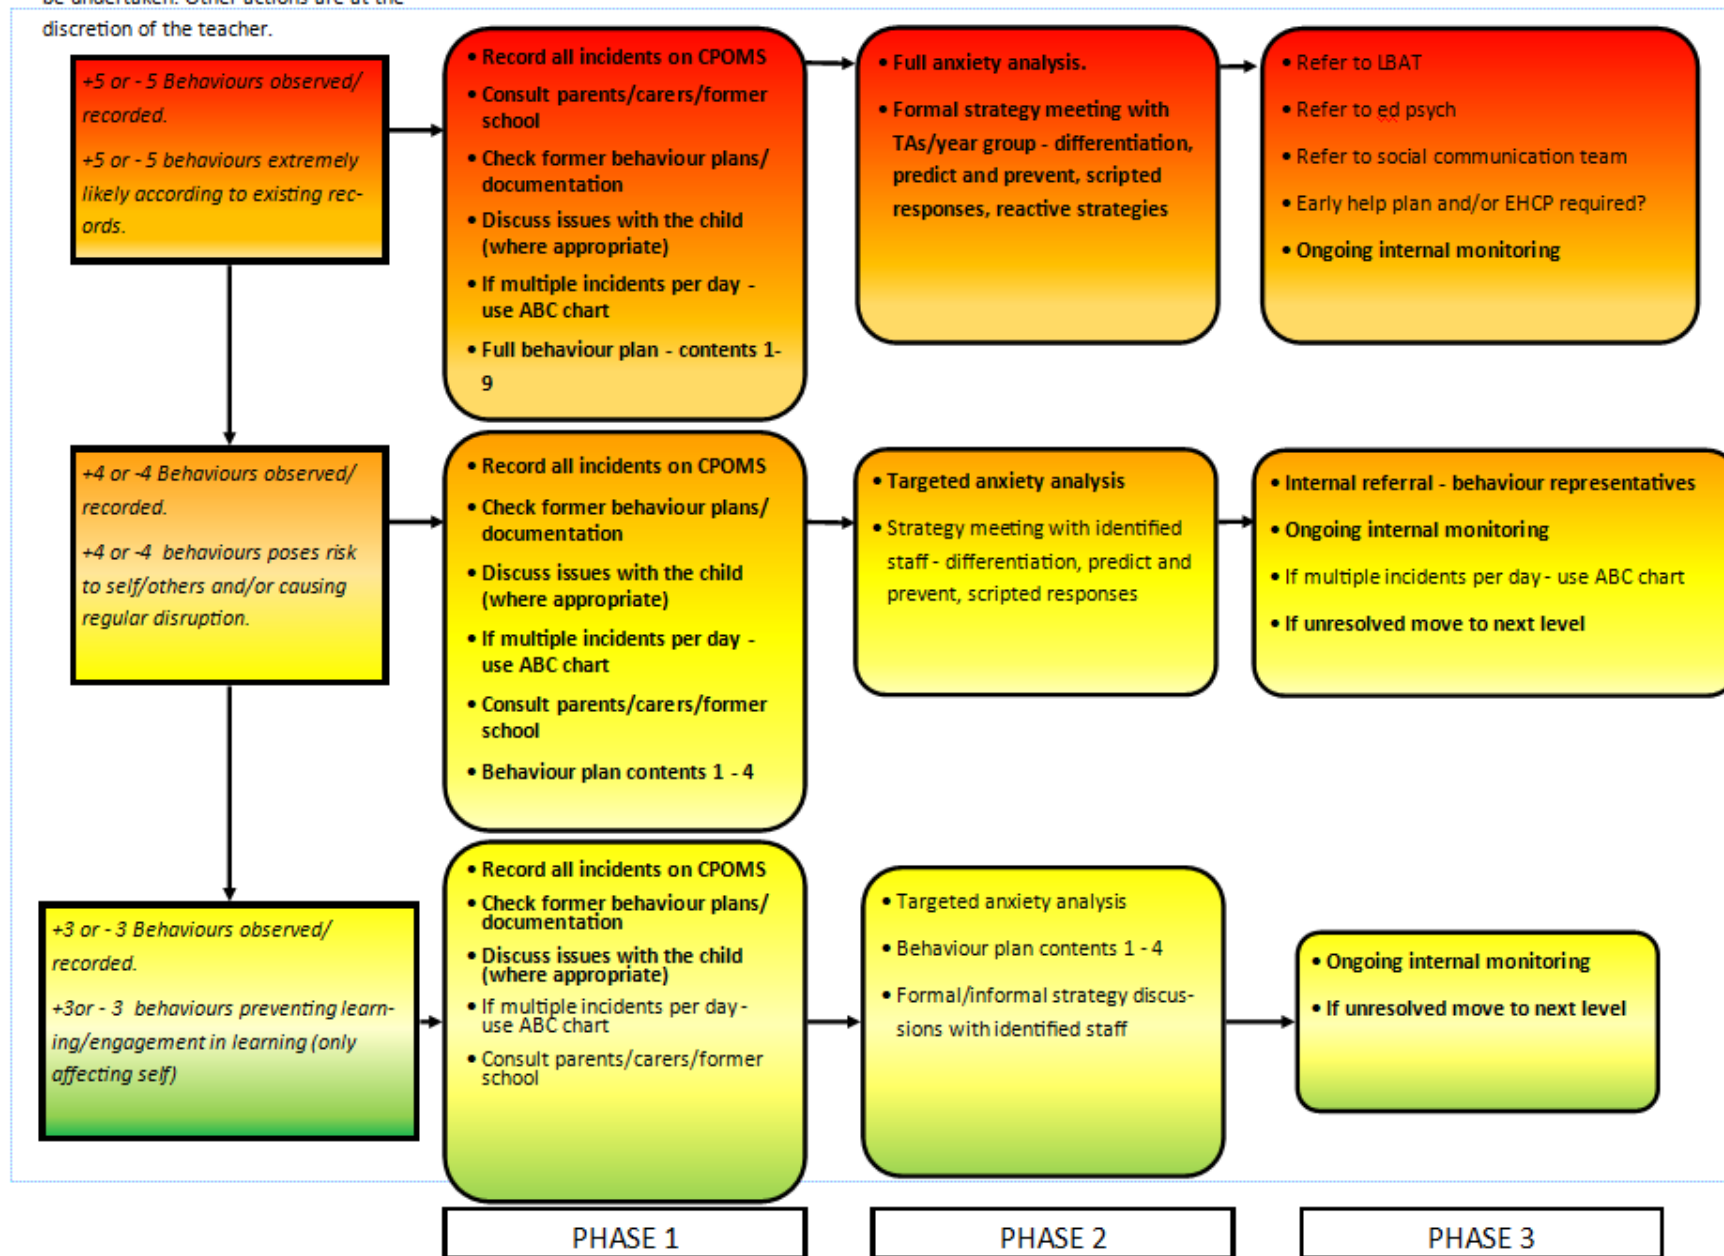 be undertaken. Other actions are at the
discretion of the teacher.
+5 or - 5 Behaviours observed/
recorded.
+5 or - 5 behaviours extremely
likely according to existing rec-
ords.
• Record all incidents on CPOMS
• Consult parents/carers/former
school
• Check former behaviour plans/
documentation
• Discuss issues with the child
(where appropriate)
• If multiple incidents per day -
use ABC chart
• Full behaviour plan - contents 1-
9
• Full anxiety analysis.
• Formal strategy meeting with
TAs/year group - differentiation,
predict and prevent, scripted
responses, reactive strategies
• Refer to LBAT
• Refer to ed psych
• Refer to social communication team
• Early help plan and/or EHCP required?
• Ongoing internal monitoring
+4 or -4 Behaviours observed/
recorded.
+4 or -4 behaviours poses risk
to self/others and/or causing
regular disruption.
• Record all incidents on CPOMS
• Check former behaviour plans/
documentation
• Discuss issues with the child
(where appropriate)
• If multiple incidents per day -
use ABC chart
• Consult parents/carers/former
school
• Behaviour plan contents 1 - 4
• Targeted anxiety analysis
• Strategy meeting with identified
staff - differentiation, predict and
prevent, scripted responses
• Internal referral - behaviour representatives
• Ongoing internal monitoring
• If multiple incidents per day - use ABC chart
• If unresolved move to next level
+3 or - 3 Behaviours observed/
recorded.
+3or - 3 behaviours preventing learn-
ing/engagement in learning (only
affecting self)
• Record all incidents on CPOMS
• Check former behaviour plans/
documentation
• Discuss issues with the child
(where appropriate)
• If multiple incidents per day -
use ABC chart
• Consult parents/carers/former
school
• Targeted anxiety analysis
• Behaviour plan contents 1 - 4
• Formal/informal strategy discus-
sions with identified staff
• Ongoing internal monitoring
• If unresolved move to next level
PHASE 1
PHASE 2
PHASE 3